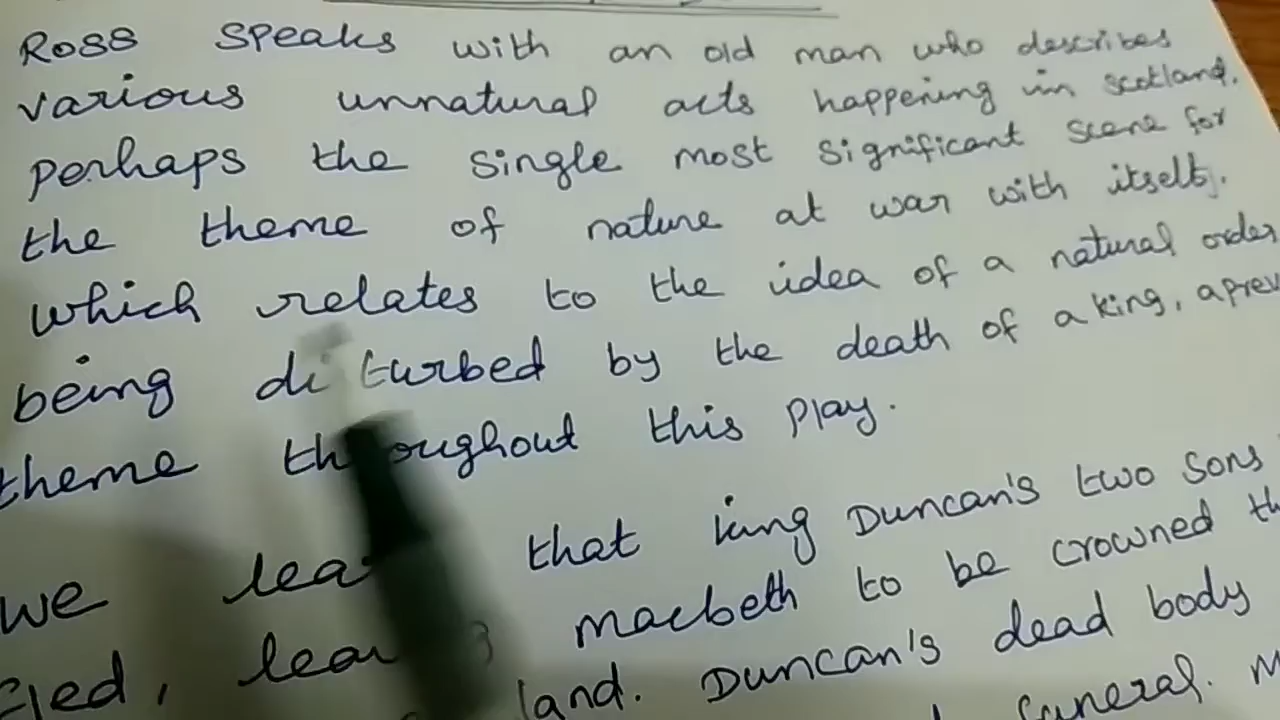 Ross speaks with an old man who describes
various unnatural acts happening in scotland.
perhaps the single most significant scene for
the theme of nature at war with itself.
which relates to the idea of a natural order
being disturbed by the death of a king, a
theme throughout this play.
we that king Duncan's two sons
macbeth to be crowned
land. Duncan's dead body
funeral.